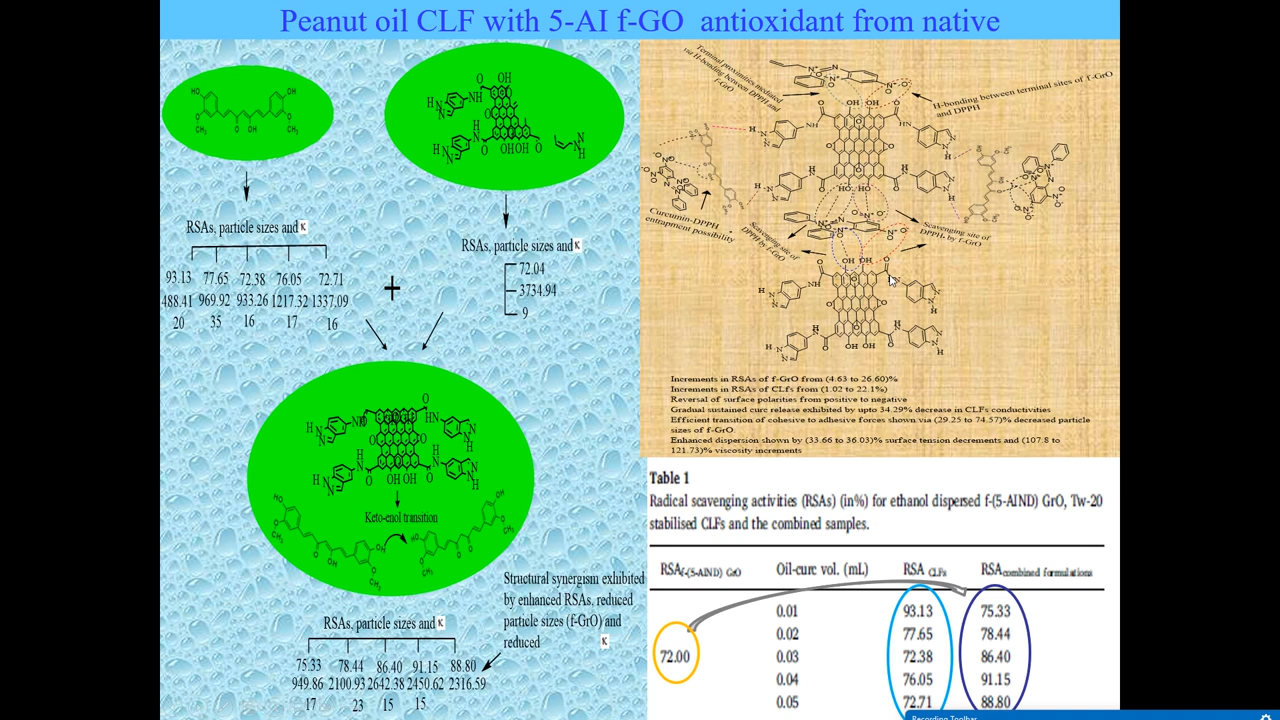 Peanut oil CLF with 5-AI f-GO antioxidant from native
RSAs, particle sizes and κ
93.13 77.65 72.38 76.05 72.71
488.41 969.92 933.26 1217.32 1337.09
20 35 16 17 16
RSAs, particle sizes and κ
72.04
3734.94
9
+
Keto-enol transition
Structural synergism exhibited
by enhanced RSAs, reduced
particle sizes (f-GrO) and
reduced κ
RSAs, particle sizes and κ
75.33 78.44 86.40 91.15 88.80
949.86 2100.93 2642.38 2450.62 2316.59
17 23 15 15
Terminal proximities mediated
via H-bonding between DPPH and
f-GrO
H-bonding between terminal sites of f-GrO
and DPPH
Curcumin-DPPH
entrapment possibility
Scavenging site of
DPPH by f-GrO
Scavenging site of
DPPH by f-GrO
Increments in RSAs of f-GrO from (4.63 to 26.60)%
Increments in RSAs of CLFs from (1.02 to 22.1%)
Reversal of surface polarities from positive to negative
Gradual sustained curc release exhibited by upto 34.29% decrease in CLFs conductivities
Efficient transition of cohesive to adhesive forces shown via (29.25 to 74.57)% decreased particle
sizes of f-GrO
Enhanced dispersion shown by (33.66 to 36.03)% surface tension decrements and (107.8 to
121.73)% viscosity increments
Table 1
Radical scavenging activities (RSAs) (in%) for ethanol dispersed f-(5-AIND) GrO, Tw-20
stabilised CLFs and the combined samples.
RSAf-(5-AIND) GrO Oil-curc vol. (mL) RSA CLFs RSAcombined formulations
0.01 93.13 75.33
0.02 77.65 78.44
72.00 0.03 72.38 86.40
0.04 76.05 91.15
0.05 72.71 88.80